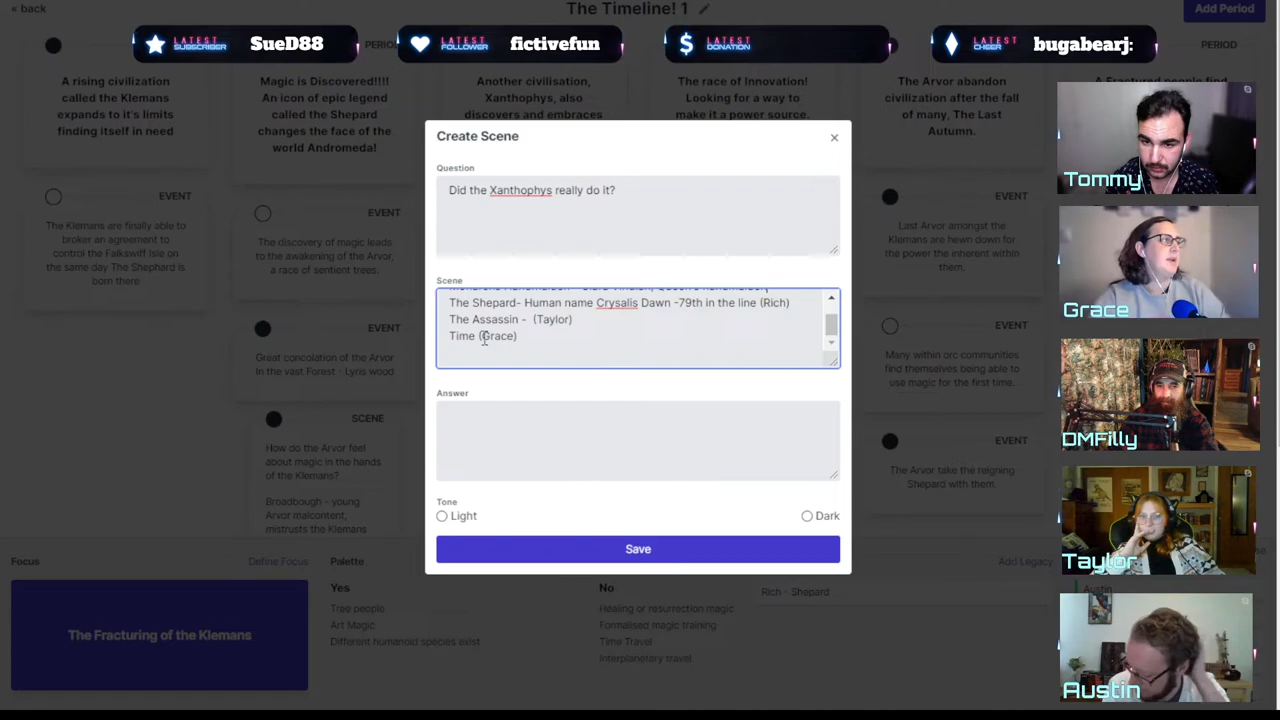 < back
The Timeline! 1
Add Period
LATEST SUBSCRIBER
SueD88
LATEST FOLLOWER
fictivefun
LATEST DONATION
LATEST CHEER
bugabearj:
PERIOD
A rising civilization
called the Klemans
expands to it's limits
finding itself in need
Magic is Discovered!!!!
An icon of epic legend
called the Shepard
changes the face of the
world Andromeda!
Another civilisation,
Xanthophys, also
discovers and embraces
The race of Innovation!
Looking for a way to
make it a power source.
The Arvor abandon
civilization after the fall
of many, The Last
Autumn.
PERIOD
A Fractured people find
EVENT
The Klemans are finally able to
broker an agreement to
control the Falkswiff Isle on
the same day The Shepard is
born there
EVENT
The discovery of magic leads
to the awakening of the Arvor,
a race of sentient trees.
EVENT
Great concolation of the Arvor
In the vast Forest - Lyris wood
SCENE
How do the Arvor feel
about magic in the hands
of the Klemans?
Broadbough - young
Arvor malcontent,
mistrusts the Klemans
EVENT
Last Arvor amongst the
Klemans are hewn down for
their involvement within.
EVENT
Many within orc communities
find themselves being able to
use magic for the first time.
EVENT
The Arvor take the reigning
Shepard with them.
Create Scene
×
Question
Did the Xanthophys really do it?
Scene
The Shepard- Human name Crysalis Dawn -79th in the line (Rich)
The Assassin -  (Taylor)
Time (Grace)
Answer
Tone
Light
Dark
Save
Focus
Define Focus
The Fracturing of the Klemans
Palette
Yes
Tree people
Art Magic
Different humanoid species exist
No
Healing or resurrection magic
Formalised magic training
Time Travel
Interplanetary travel
Add Legacy
Rich - Shepard
Austin
Tommy
Grace
DMFilly
Taylor
Austin